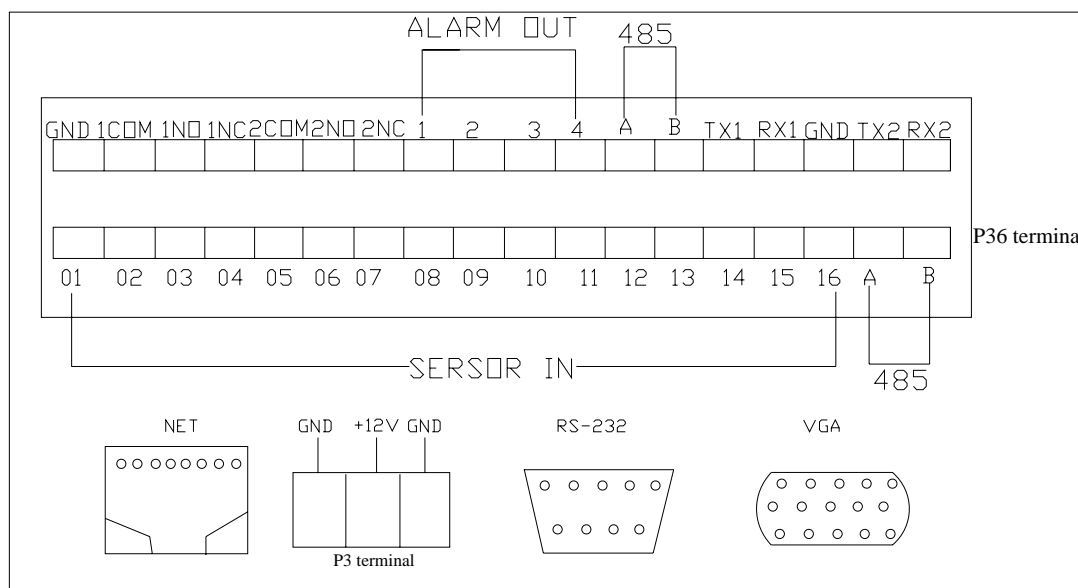 ALARM OUT
485
GND 1COM 1NO 1NC 2COM 2NO 2NC 1 2 3 4 A B TX1 RX1 GND TX2 RX2
P36 termina
01 02 03 04 05 06 07 08 09 10 11 12 13 14 15 16 A B
SERSOR IN
485
NET GND +12V GND RS-232 VGA
P3 terminal